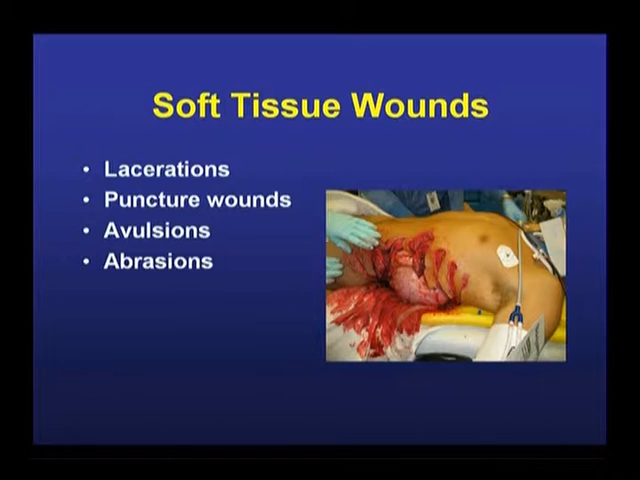 Soft Tissue Wounds
• Lacerations
• Puncture wounds
• Avulsions
• Abrasions